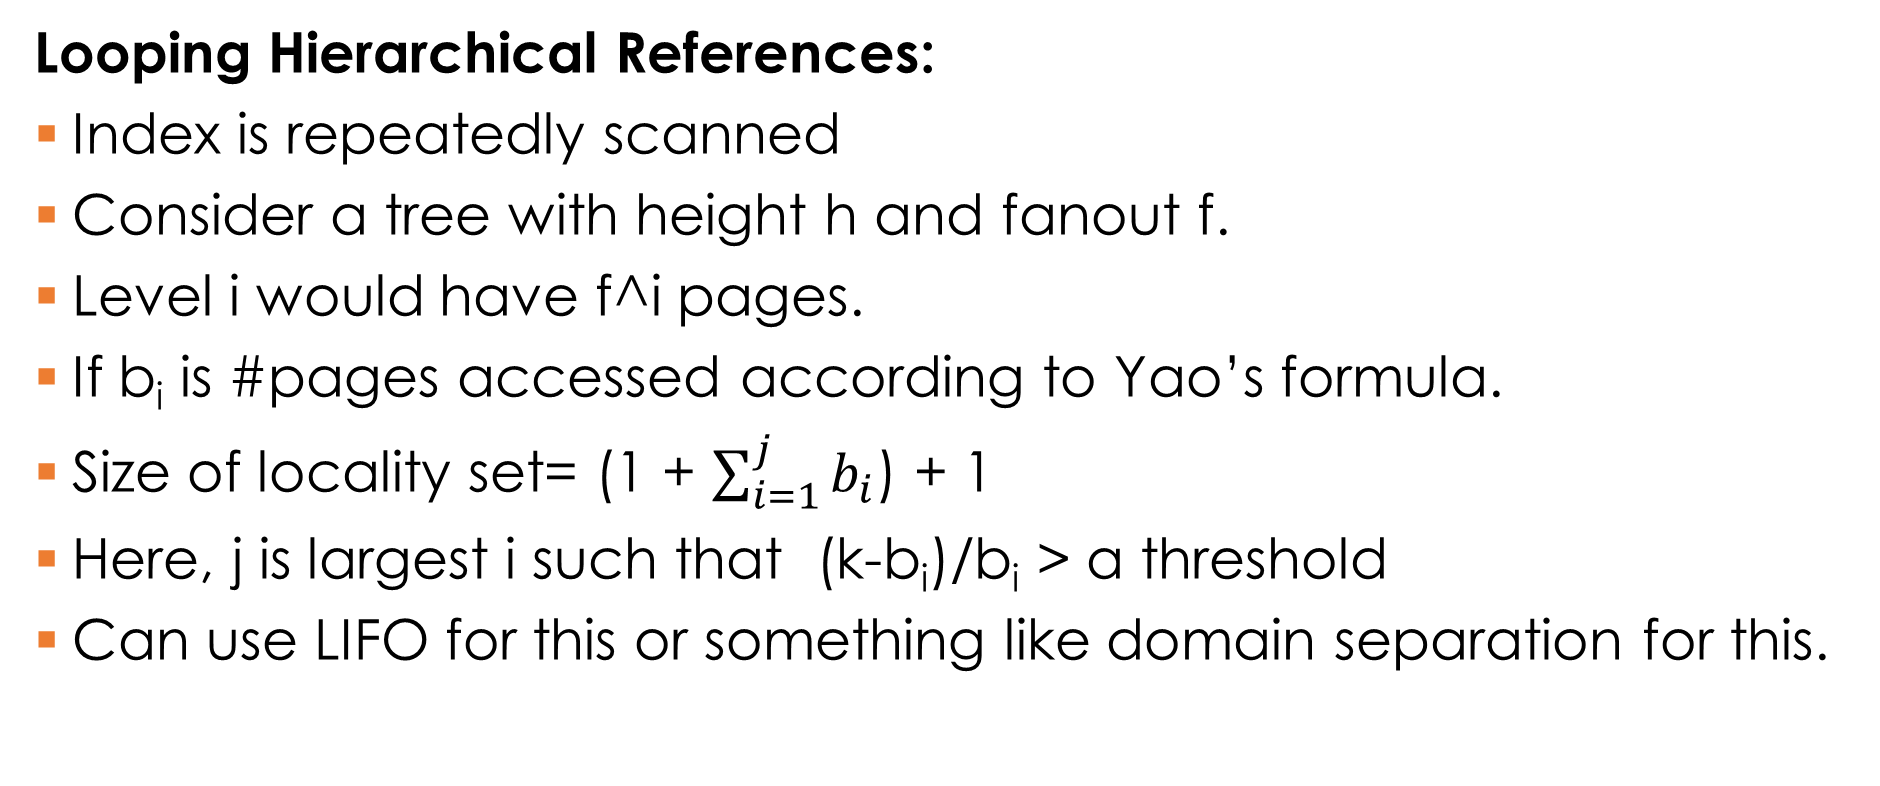 Looping Hierarchical References:
▪ Index is repeatedly scanned
▪ Consider a tree with height h and fanout f.
▪ Level i would have f^i pages.
▪ If bᵢ is #pages accessed according to Yao’s formula.
▪ Size of locality set= (1 + ∑ʲᵢ₌₁ bᵢ) + 1
▪ Here, j is largest i such that (k-bᵢ)/bᵢ > a threshold
▪ Can use LIFO for this or something like domain separation for this.